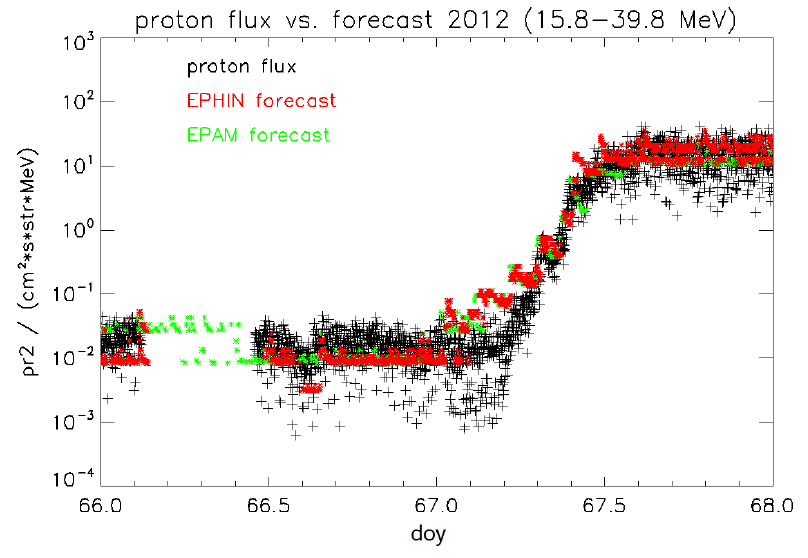 proton flux vs. forecast 2012 (15.8−39.8 MeV)
proton flux
EPHIN forecast
EPAM forecast
pr2 / (cm²*s*str*MeV)
10³
10²
10¹
10⁰
10⁻¹
10⁻²
10⁻³
10⁻⁴
66.0 66.5 67.0 67.5 68.0
doy